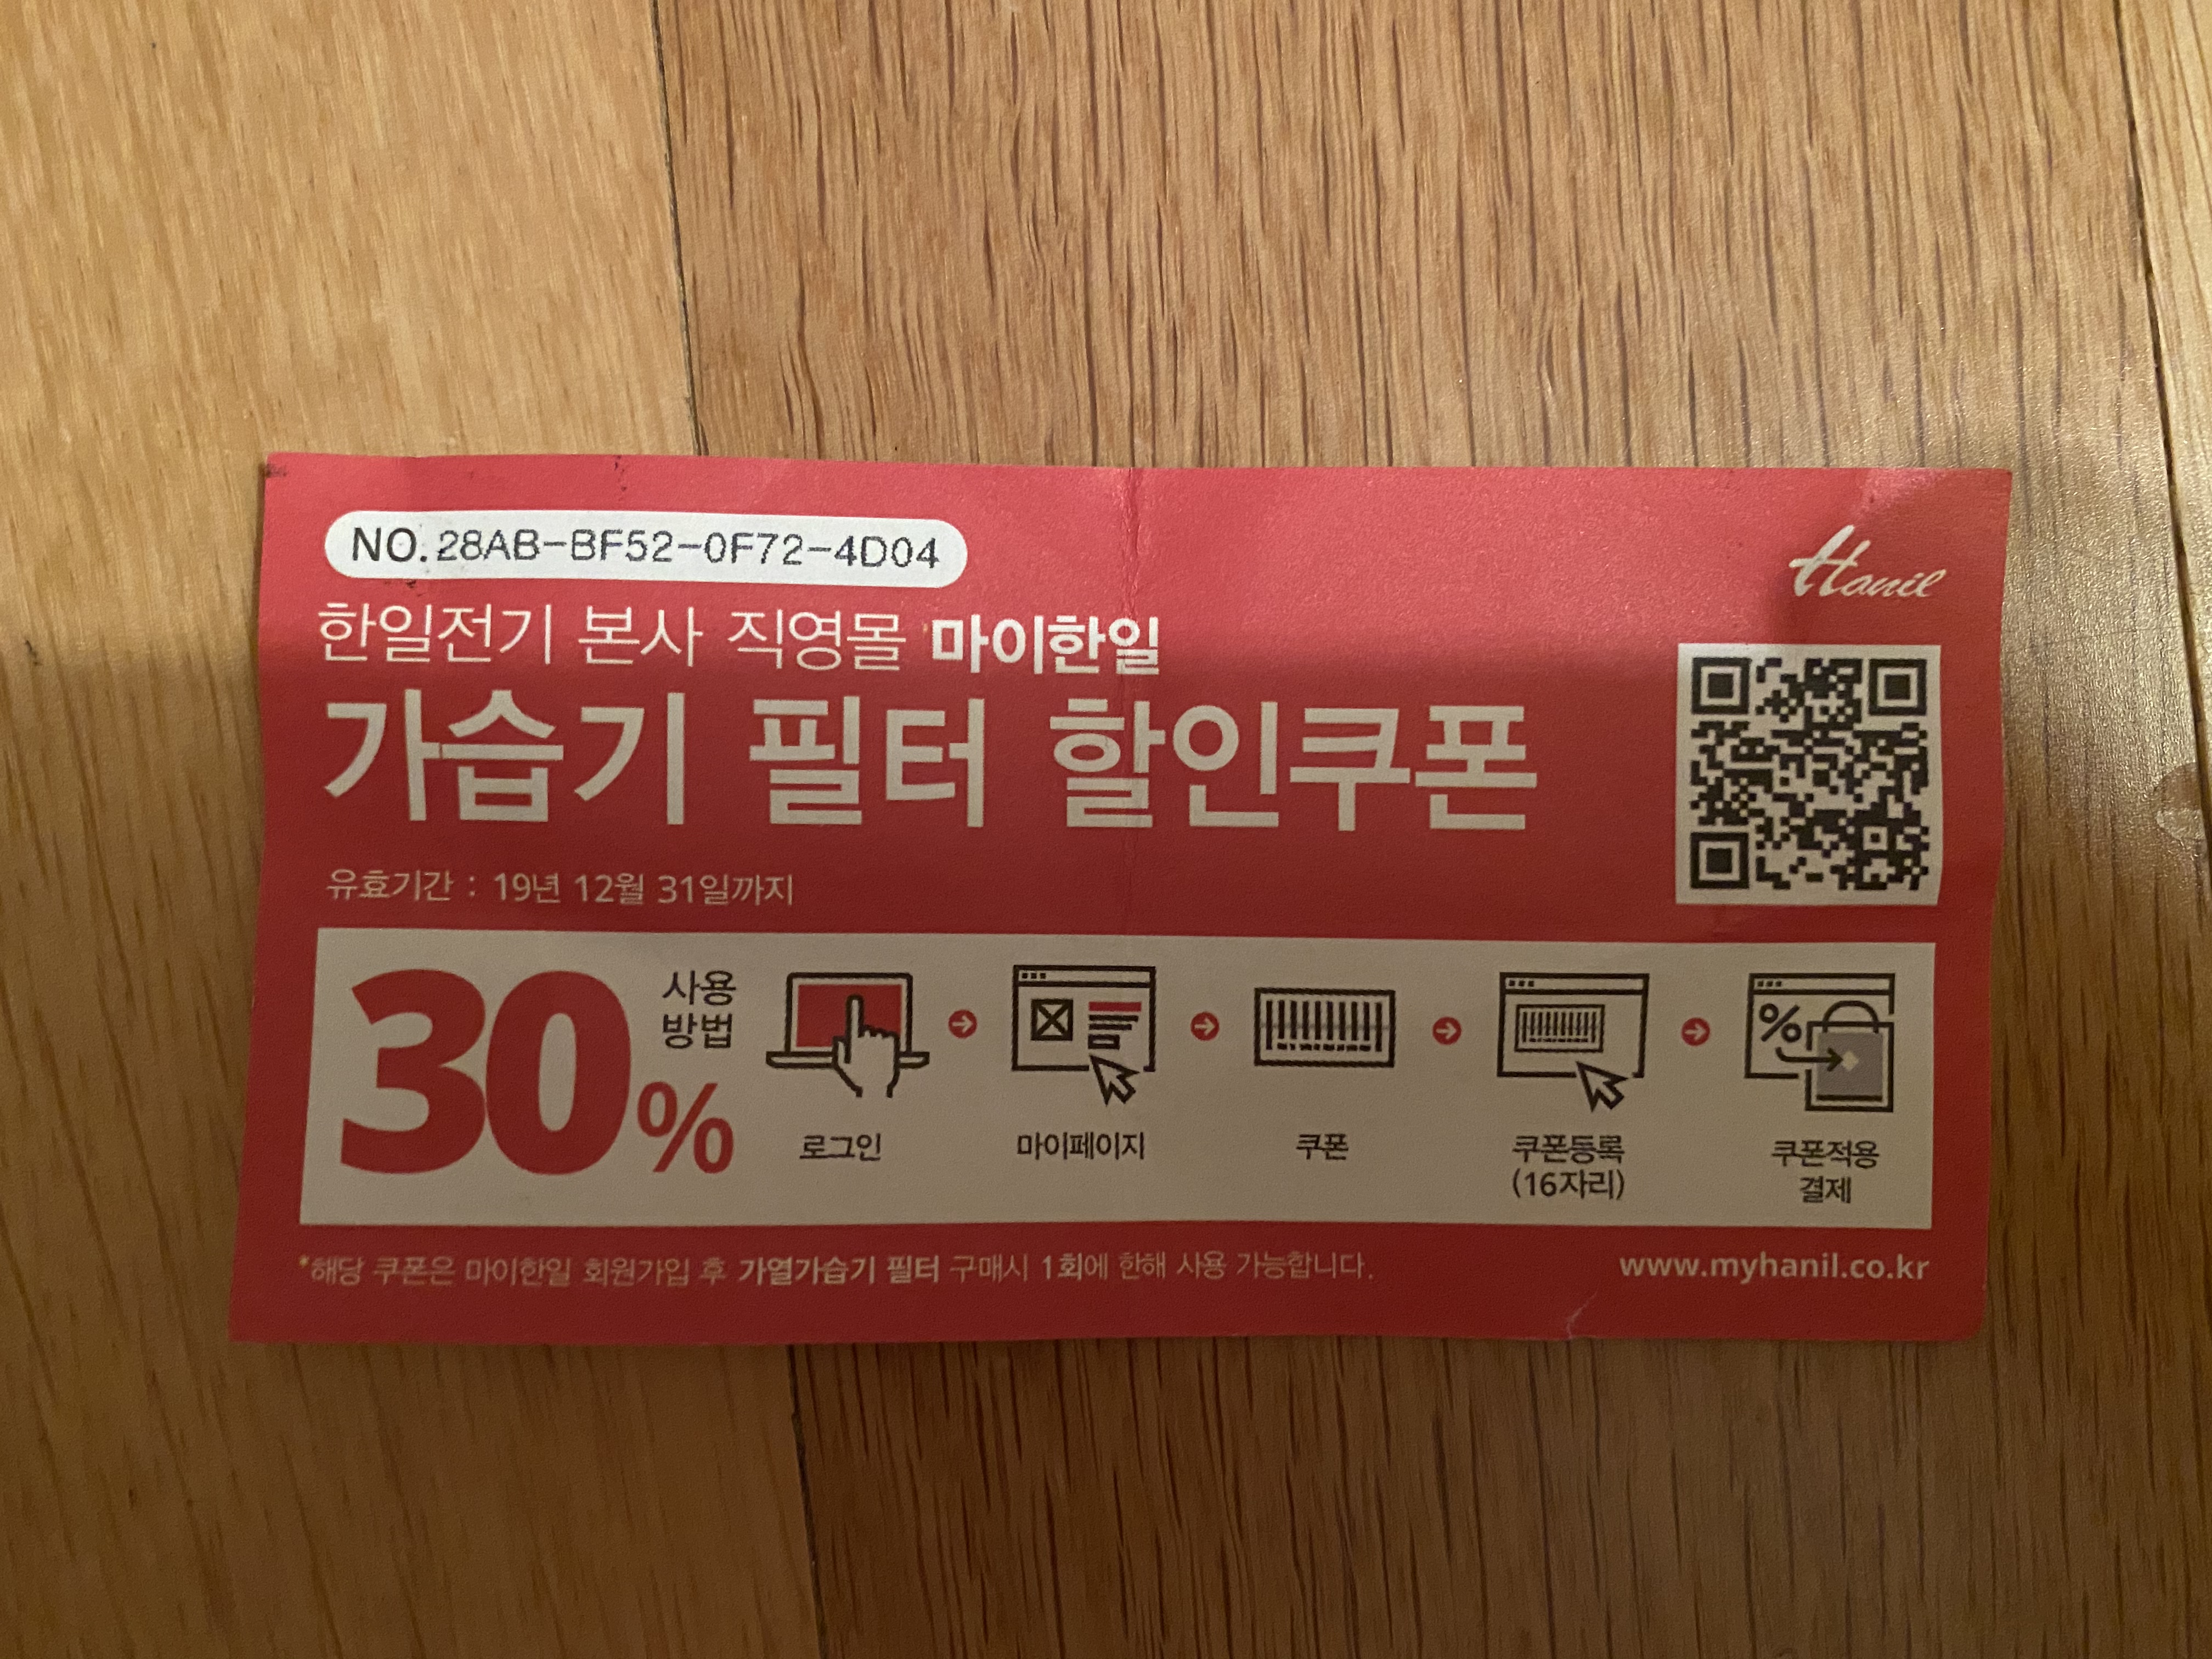 NO. 28AB-BF52-0F72-4D04
Hanil
한일전기 본사 직영몰 마이한일
가습기 필터 할인쿠폰
유효기간 : 19년 12월 31일까지
30%
사용
방법
로그인
마이페이지
쿠폰
쿠폰등록
(16자리)
%
쿠폰적용
결제
*해당 쿠폰은 마이한일 회원가입 후 가열가습기 필터 구매시 1회에 한해 사용 가능합니다.
www.myhanil.co.kr